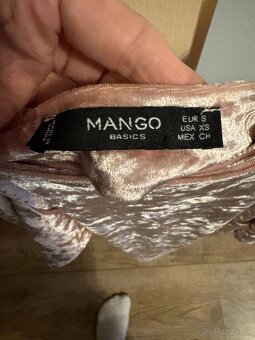 MANGO
BASICS
EUR S
USA XS
MEX CH